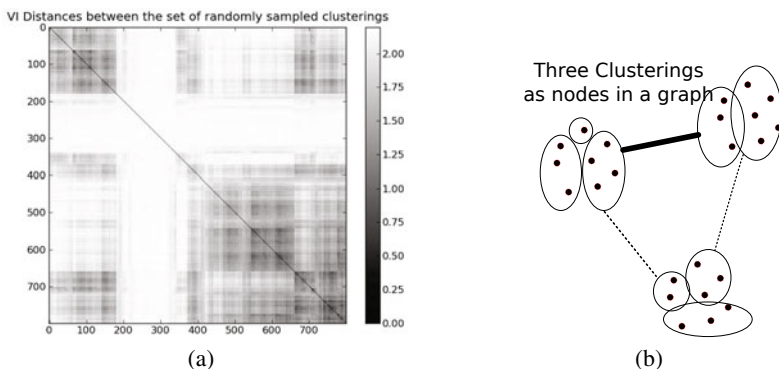 VI Distances between the set of randomly sampled clusterings
0
100
200
300
400
500
600
700
0 100 200 300 400 500 600 700
2.00
1.75
1.50
1.25
1.00
0.75
0.50
0.25
0.00
(a)
Three Clusterings
as nodes in a graph
(b)